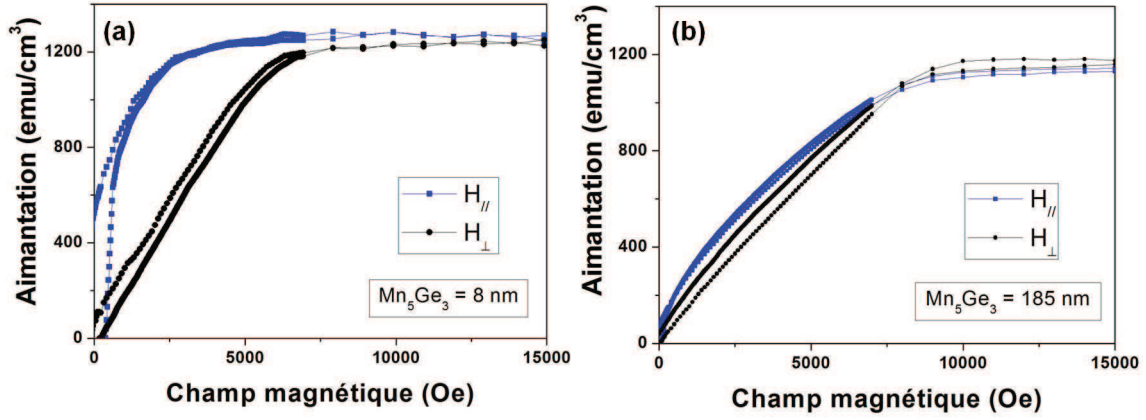 (a)
Aimantation (emu/cm³)
1200
800
400
0
H//
H⊥
Mn₅Ge₃ = 8 nm
0 5000 10000 15000
Champ magnétique (Oe)
(b)
Aimantation (emu/cm³)
1200
800
400
0
H//
H⊥
Mn₅Ge₃ = 185 nm
0 5000 10000 15000
Champ magnétique (Oe)